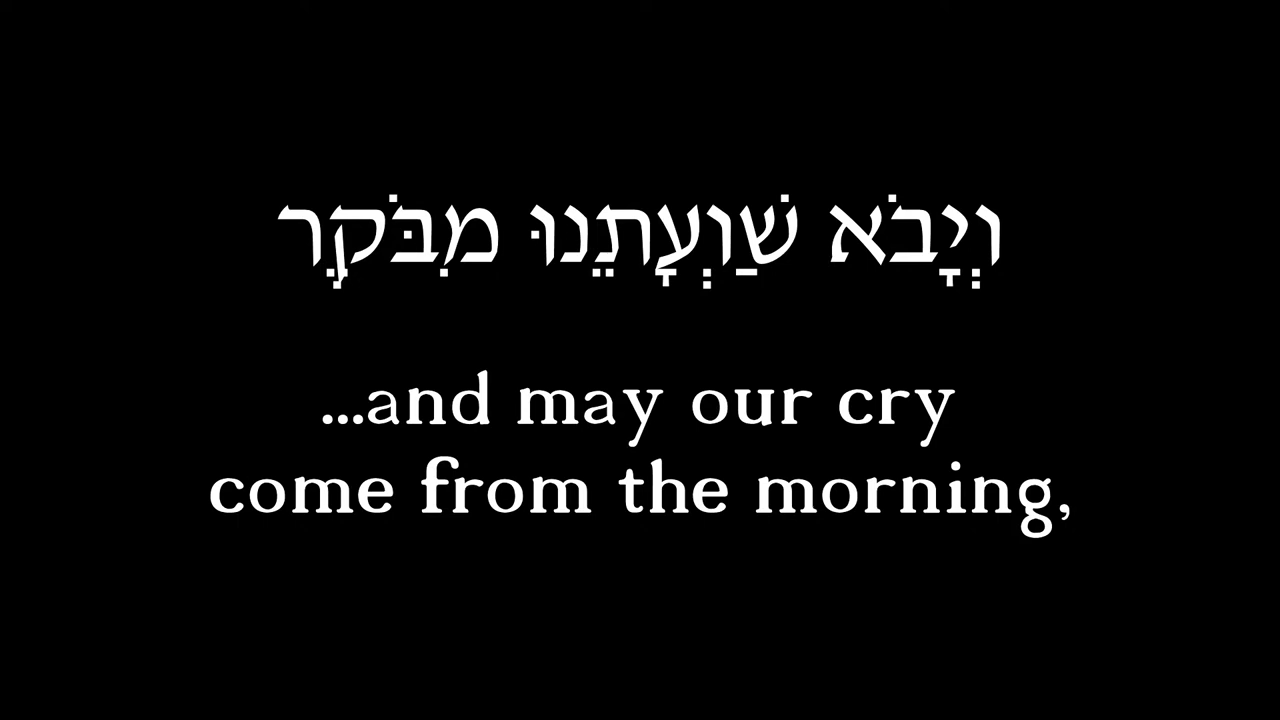 וְיָבֹא שַׁוְעָתֵנוּ מִבֹּקֶר
...and may our cry
come from the morning,